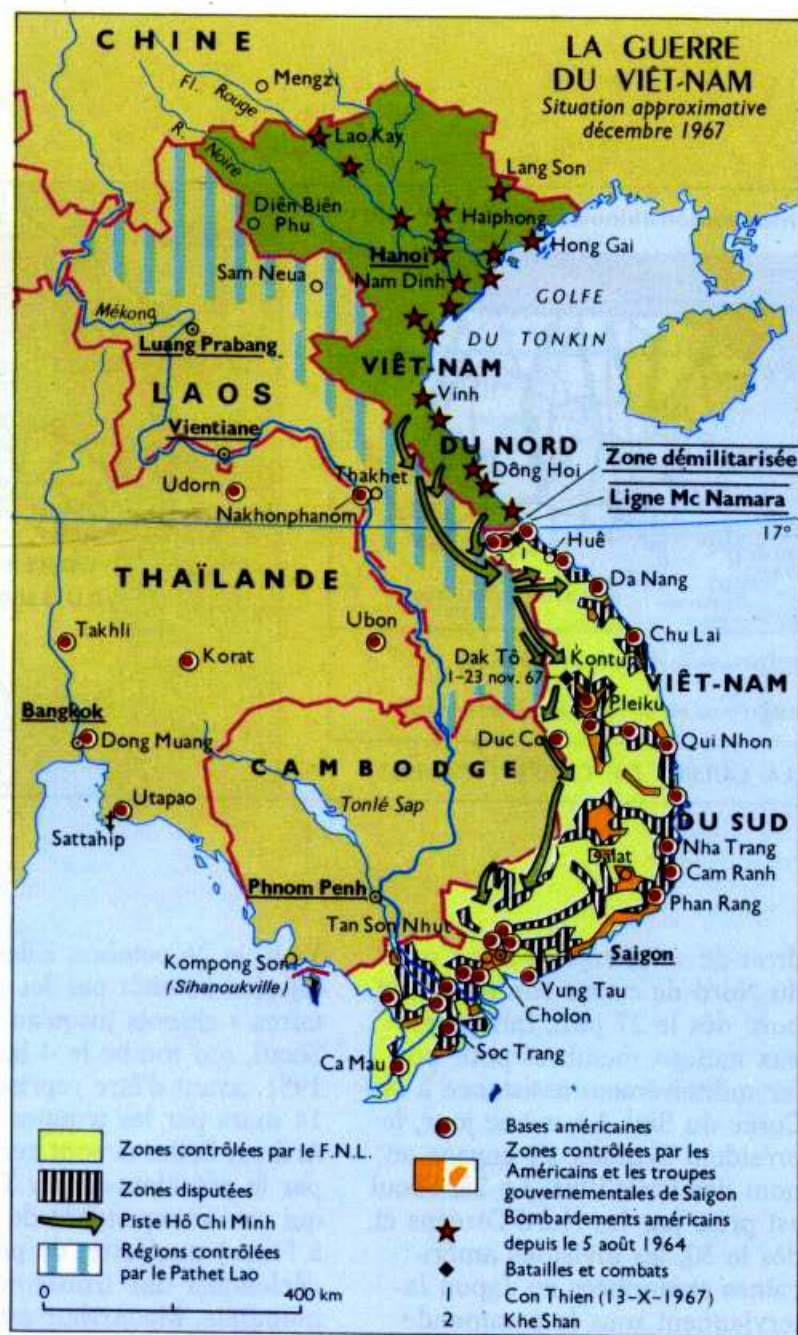 CHINE
LA GUERRE
DU VIÊT-NAM
Situation approximative
décembre 1967
Fl. Rouge
Mengzi
R. Noire
Lao Kay
Lang Son
Diên Biên
Phu
Haiphong
Hanoï
Hong Gai
Sam Neua
Nam Dinh
GOLFE
DU TONKIN
Mékong
Luang Prabang
VIÊT-NAM
LAOS
Vinh
Vientiane
DU NORD
Zone démilitarisée
Thakhet
Dông Hoi
Udorn
Nakhonphanom
Ligne Mc Namara
17°
Huê
THAÏLANDE
Da Nang
Takhli
Ubon
Chu Lai
Korat
Dak Tô
1-23 nov. 67
Kontum
VIÊT-NAM
Pleiku
Bangkok
Dong Muang
Duc Co
Qui Nhon
CAMBODGE
Utapao
Tonlé Sap
Sattahip
DU SUD
Nha Trang
Dalat
Cam Ranh
Phnom Penh
Phan Rang
Tan Son Nhut
Saigon
Kompong Son
(Sihanoukville)
Vung Tau
Cholon
Soc Trang
Ca Mau
Zones contrôlées par le F.N.L.
Zones disputées
Piste Hô Chi Minh
Régions contrôlées
par le Pathet Lao
0 400 km
Bases américaines
Zones contrôlées par les
Américains et les troupes
gouvernementales de Saigon
Bombardements américains
depuis le 5 août 1964
Batailles et combats
1 Con Thien (13-X-1967)
2 Khe Shan